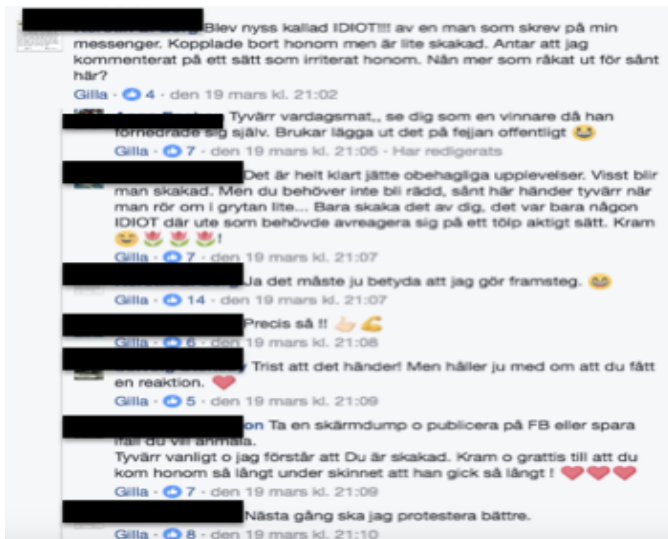 Blev nyss kallad IDIOT!!! av en man som skrev på min
messenger. Kopplade bort honom men är lite skakad. Antar att jag
kommenterat på ett sätt som irriterat honom. Nån mer som råkat ut för sånt
här?
Gilla · 4 · den 19 mars kl. 21:02
Tyvärr vardagsmat,, se dig som en vinnare då han
förnedrade sig själv. Brukar lägga ut det på fejjan offentligt 😂
Gilla · 7 · den 19 mars kl. 21:05 · Har redigerats
Det är helt klart jätte obehagliga upplevelser. Visst blir
man skakad. Men du behöver inte bli rädd, sånt här händer tyvärr när
man rör om i grytan lite... Bara skaka det av dig, det var bara någon
IDIOT där ute som behövde avreagera sig på ett tölp aktigt sätt. Kram
😄🌷🌷🌷!
Gilla · 7 · den 19 mars kl. 21:07
Ja det måste ju betyda att jag gör framsteg. 😄
Gilla · 14 · den 19 mars kl. 21:07
Precis så !! 👍🏻💪
Gilla · 6 · den 19 mars kl. 21:08
Trist att det händer! Men håller ju med om att du fått
en reaktion. ❤️
Gilla · 5 · den 19 mars kl. 21:09
on Ta en skärmdump o publicera på FB eller spara
ifall du vill anmäla.
Tyvärr vanligt o jag förstår att Du är skakad. Kram o grattis till att du
kom honom så långt under skinnet att han gick så långt ! ❤️❤️❤️
Gilla · 7 · den 19 mars kl. 21:09
Nästa gång ska jag protestera bättre.
Gilla · 8 · den 19 mars kl. 21:10